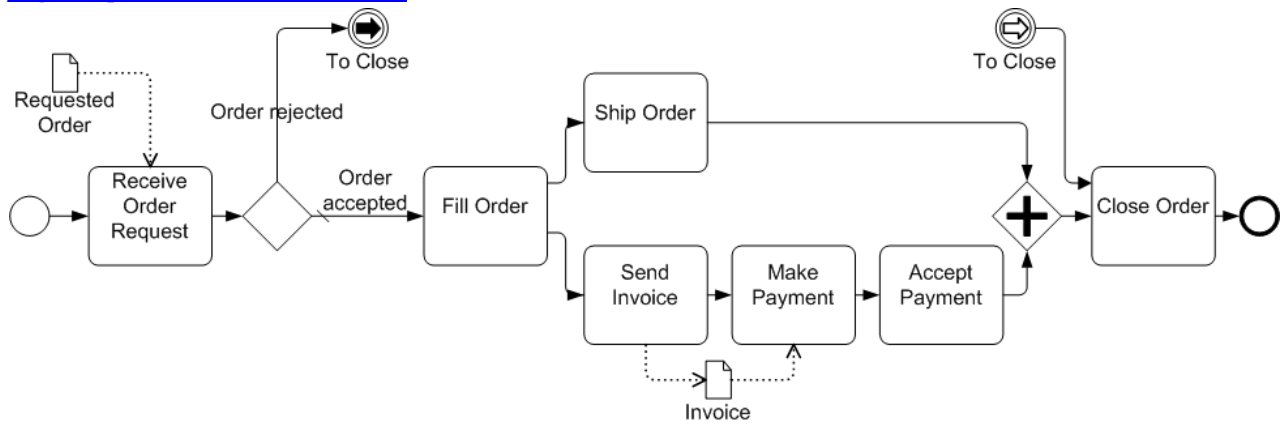 To Close
To Close
Requested
Order
Order rejected
Ship Order
Receive
Order
Request
Order
accepted
Fill Order
Close Order
Send
Invoice
Make
Payment
Accept
Payment
Invoice